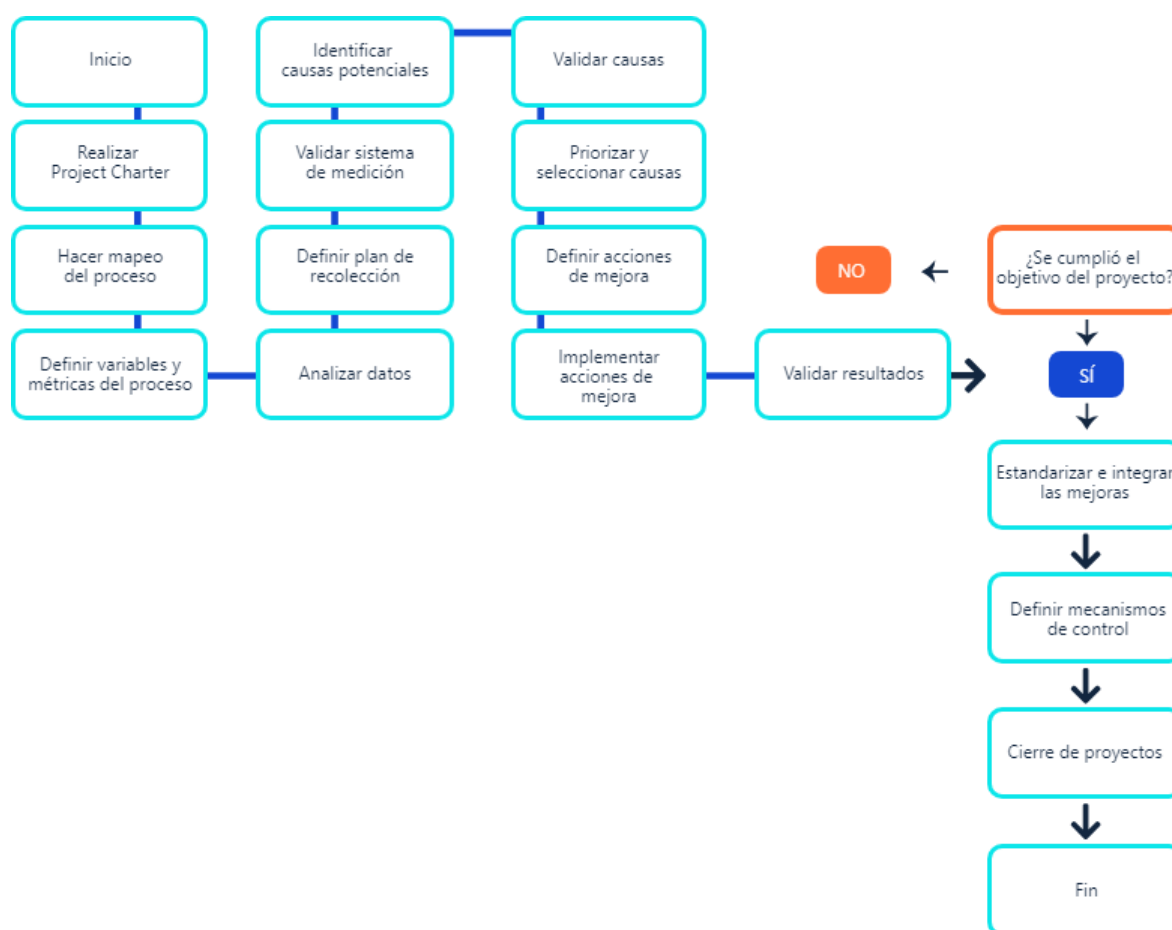 Inicio
Realizar
Project Charter
Hacer mapeo
del proceso
Definir variables y
métricas del proceso
Identificar
causas potenciales
Validar sistema
de medición
Definir plan de
recolección
Analizar datos
Validar causas
Priorizar y
seleccionar causas
Definir acciones
de mejora
Implementar
acciones de
mejora
Validar resultados
NO
¿Se cumplió el
objetivo del proyecto?
SÍ
Estandarizar e integrar
las mejoras
Definir mecanismos
de control
Cierre de proyectos
Fin